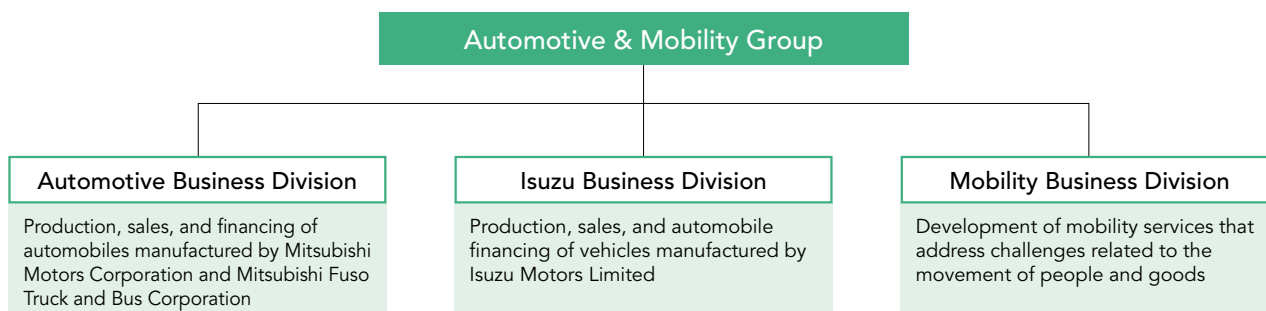 Automotive & Mobility Group
Automotive Business Division
Production, sales, and financing of
automobiles manufactured by Mitsubishi
Motors Corporation and Mitsubishi Fuso
Truck and Bus Corporation
Isuzu Business Division
Production, sales, and automobile
financing of vehicles manufactured by
Isuzu Motors Limited
Mobility Business Division
Development of mobility services that
address challenges related to the
movement of people and goods